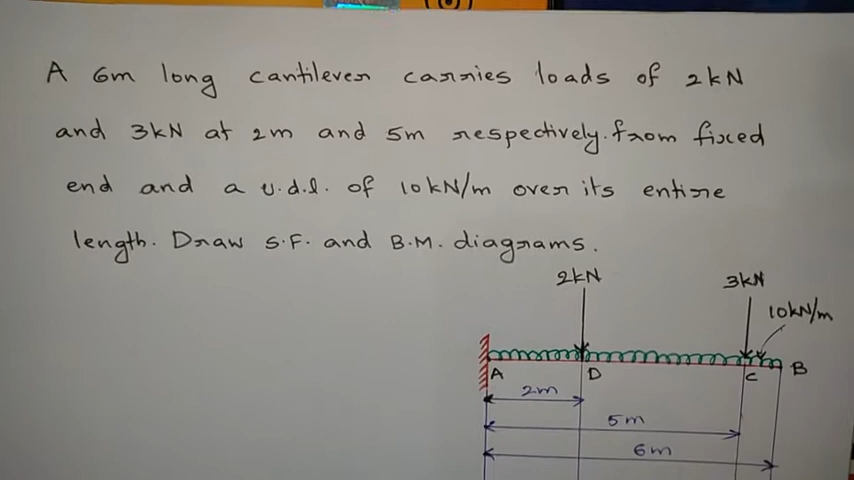 A 6m long cantilever carries loads of 2kN
and 3kN at 2m and 5m respectively. from fixed
end and a u.d.l. of 10kN/m over its entire
length. Draw S.F. and B.M. diagrams.
2kN
3kN
10kN/m
A
D
C
B
2m
5m
6m